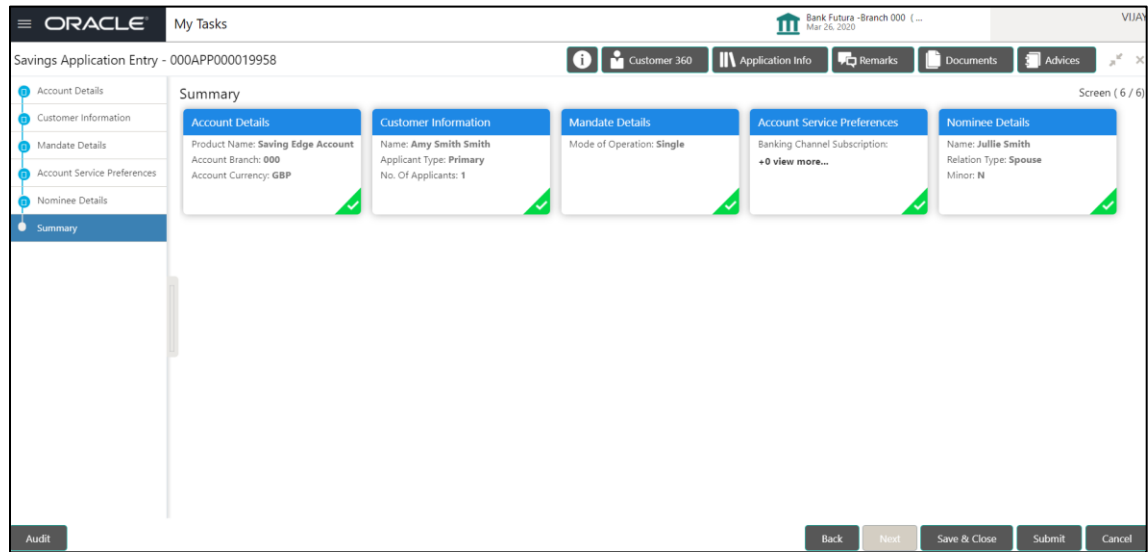 ORACLE
My Tasks
Bank Futura -Branch 000 ( ...
Mar 26, 2020
VIJAY
Savings Application Entry - 000APP000019958
Customer 360
Application Info
Remarks
Documents
Advices
Account Details
Customer Information
Mandate Details
Account Service Preferences
Nominee Details
Summary
Summary
Screen ( 6 / 6)
Account Details
Product Name: Saving Edge Account
Account Branch: 000
Account Currency: GBP
Customer Information
Name: Amy Smith Smith
Applicant Type: Primary
No. Of Applicants: 1
Mandate Details
Mode of Operation: Single
Account Service Preferences
Banking Channel Subscription:
+0 view more...
Nominee Details
Name: Jullie Smith
Relation Type: Spouse
Minor: N
Audit
Back
Next
Save & Close
Submit
Cancel